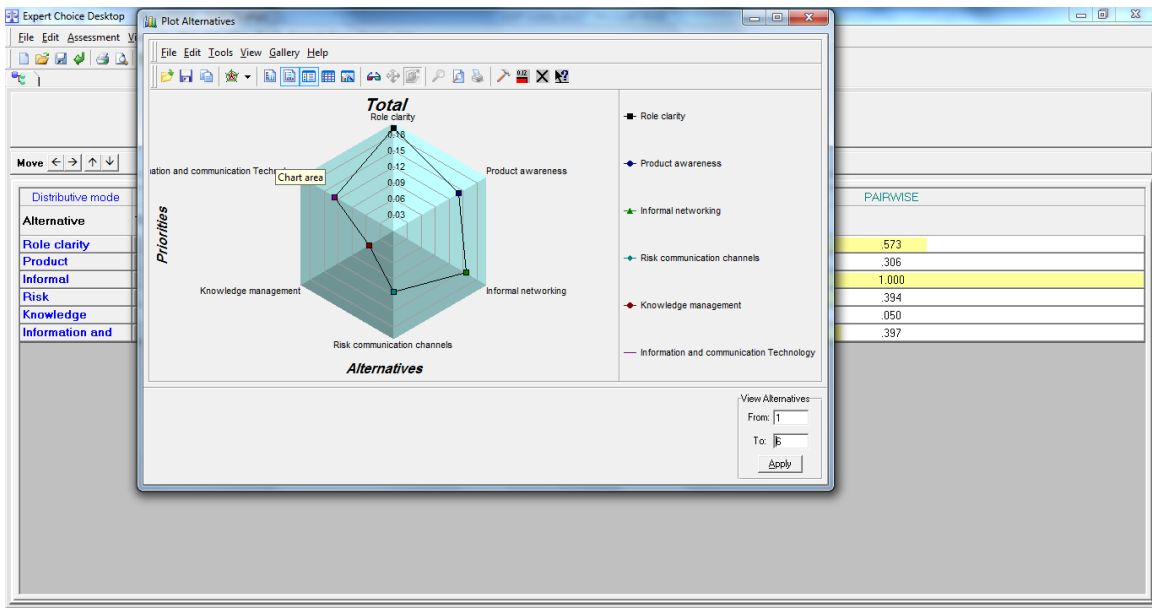 Expert Choice Desktop
File Edit Assessment
Move
Distributive mode
Alternative
Role clarity
Product
Informal
Risk
Knowledge
Information and
Plot Alternatives
File Edit Tools View Gallery Help
Total
Role clarity
0.18
0.15
0.12
0.09
0.06
0.03
ation and communication Techn
Chart area
Product awareness
Priorities
Knowledge management
Informal networking
Risk communication channels
Alternatives
Role clarity
Product awareness
Informal networking
Risk communication channels
Knowledge management
Information and communication Technology
View Alternatives
From: 1
To: 6
Apply
PAIRWISE
.573
.306
1.000
.394
.050
.397